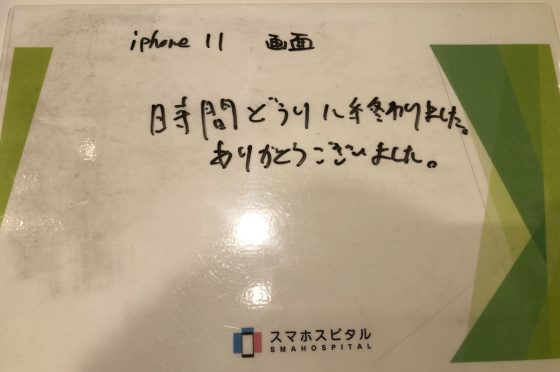 iphone 11 画面
時間どうりに終わりました。
ありがとうございました。
スマホスピタル
SMAHOSPITAL